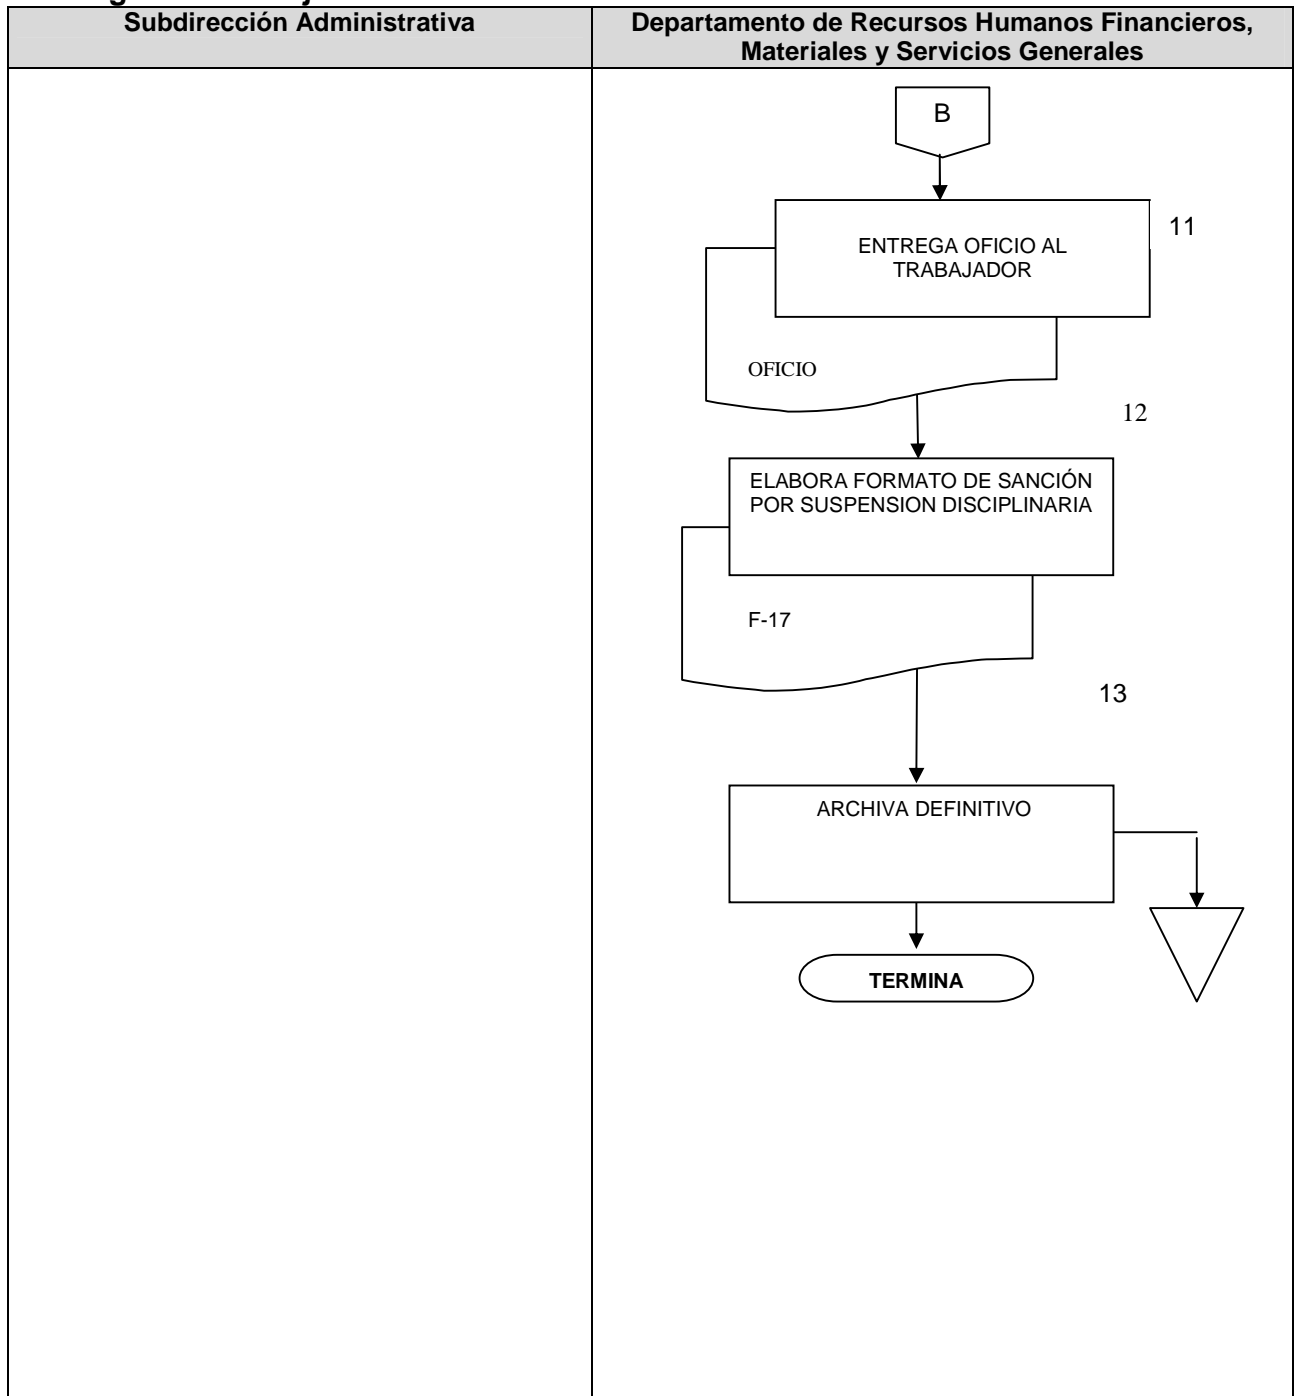 Subdirección Administrativa
Departamento de Recursos Humanos Financieros,
Materiales y Servicios Generales
B
11
ENTREGA OFICIO AL
TRABAJADOR
OFICIO
12
ELABORA FORMATO DE SANCIÓN
POR SUSPENSION DISCIPLINARIA
F-17
13
ARCHIVA DEFINITIVO
TERMINA